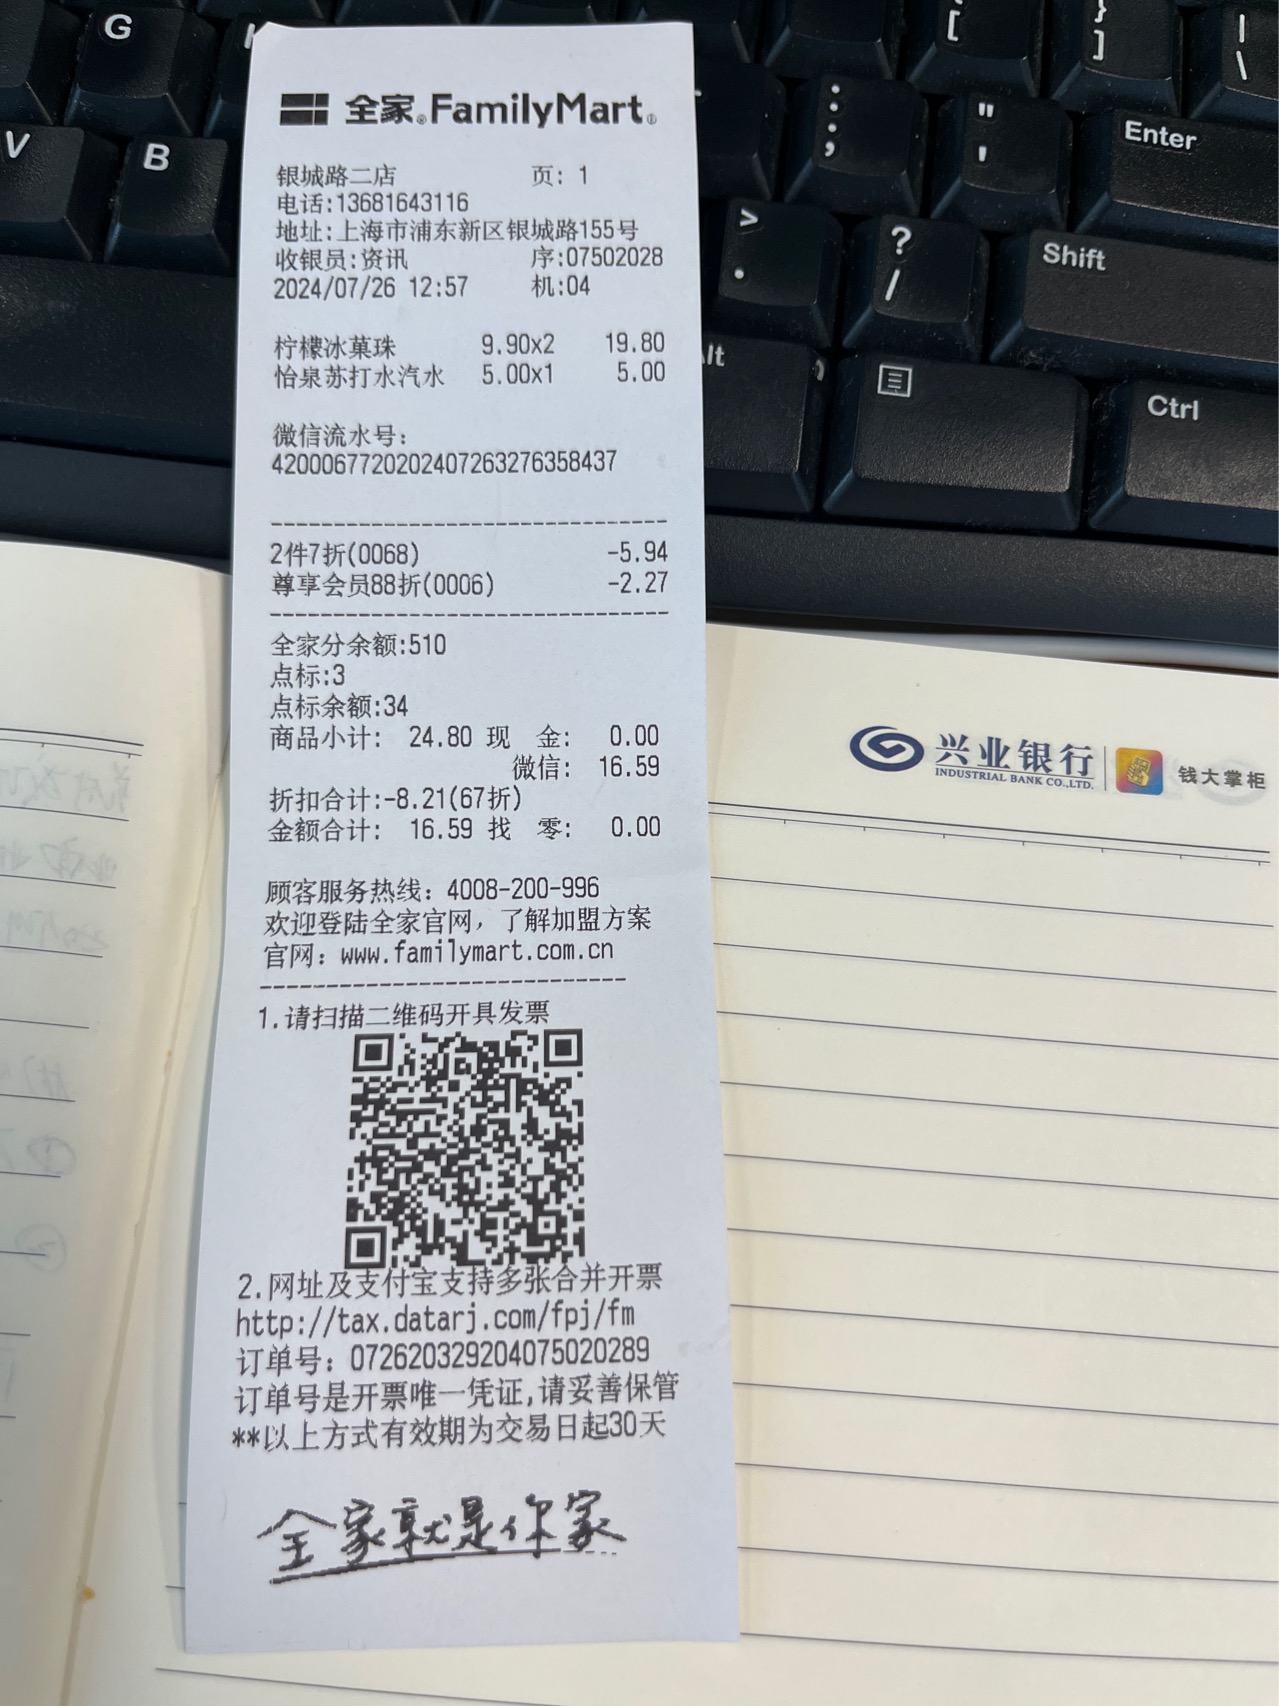 G
V
B
[
}
]
|
\
:
;
"
'
Enter
>
.
?
/
Shift
Ctrl
全家®FamilyMart
银城路二店 页: 1
电话:13681643116
地址:上海市浦东新区银城路155号
收银员:资讯 序:07502028
2024/07/26 12:57 机:04
柠檬冰菓珠 9.90x2 19.80
怡泉苏打水汽水 5.00x1 5.00
微信流水号:
4200067720202407263276358437
2件7折(0068) -5.94
尊享会员88折(0006) -2.27
全家分余额:510
点标:3
点标余额:34
商品小计: 24.80 现 金: 0.00
微信: 16.59
折扣合计:-8.21(67折)
金额合计: 16.59 找 零: 0.00
顾客服务热线: 4008-200-996
欢迎登陆全家官网, 了解加盟方案
官网: www.familymart.com.cn
1.请扫描二维码开具发票
2.网址及支付宝支持多张合并开票
http://tax.datarj.com/fpj/fm
订单号: 072620329204075020289
订单号是开票唯一凭证,请妥善保管
**以上方式有效期为交易日起30天
全家就是你家
兴业银行 钱大掌柜
INDUSTRIAL BANK CO.,LTD.